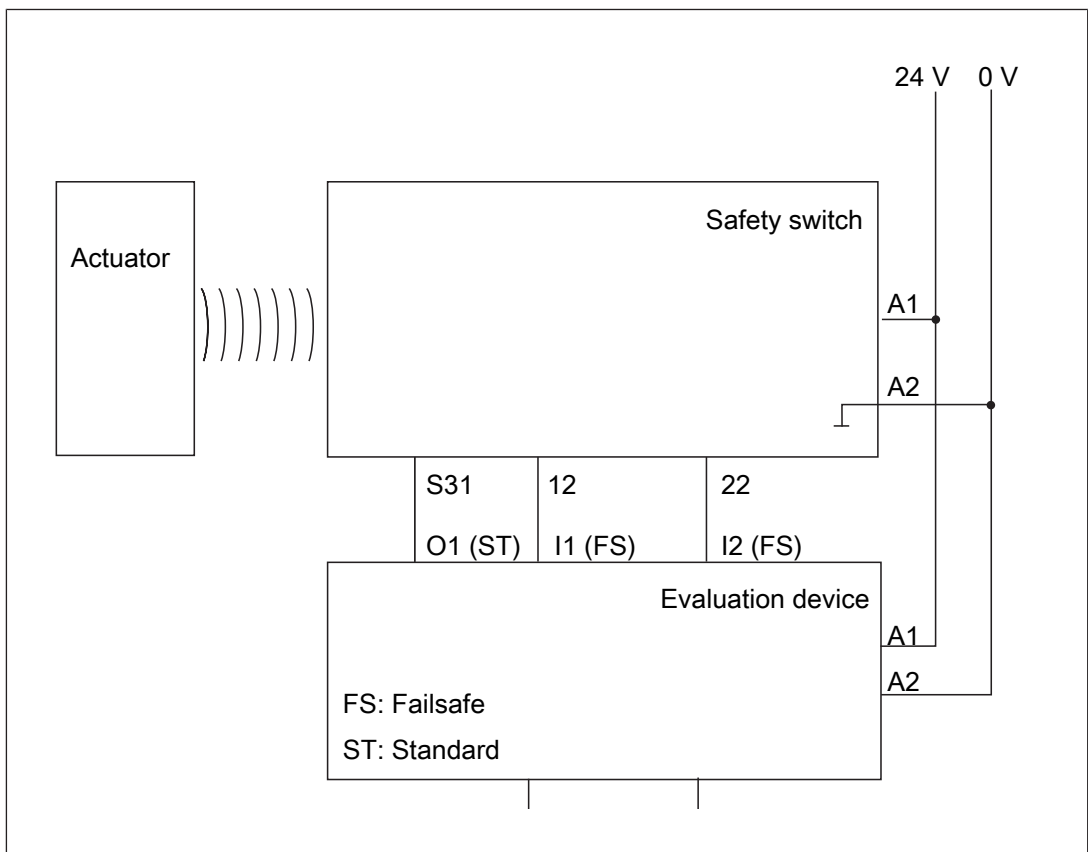 24 V 0 V
Safety switch
Actuator
A1
A2
S31 12 22
O1 (ST) I1 (FS) I2 (FS)
Evaluation device
A1
A2
FS: Failsafe
ST: Standard